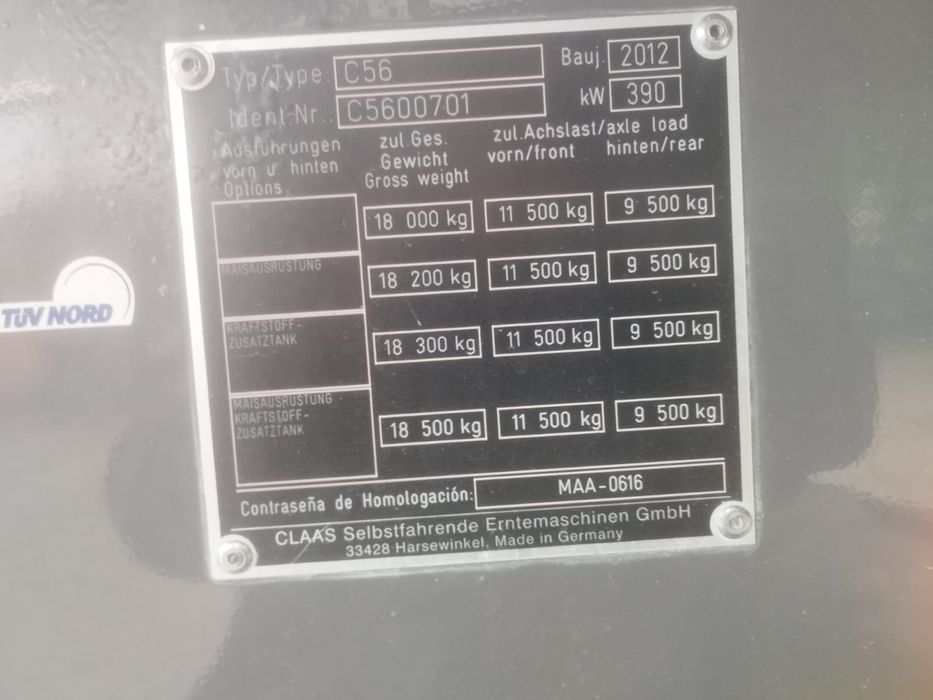 Typ/Type: C56 Bauj. 2012
Ident-Nr.: C5600701 kW 390
Ausführungen
vorn u. hinten
Options
zul.Ges.
Gewicht
Gross weight
zul.Achslast/axle load
vorn/front hinten/rear
18 000 kg 11 500 kg 9 500 kg
MAISAUSRÜSTUNG
18 200 kg 11 500 kg 9 500 kg
KRAFTSTOFF-
ZUSATZTANK
18 300 kg 11 500 kg 9 500 kg
MAISAUSRÜSTUNG
KRAFTSTOFF-
ZUSATZTANK
18 500 kg 11 500 kg 9 500 kg
Contraseña de Homologación: MAA-0616
CLAAS Selbstfahrende Erntemaschinen GmbH
33428 Harsewinkel, Made in Germany
TÜV NORD